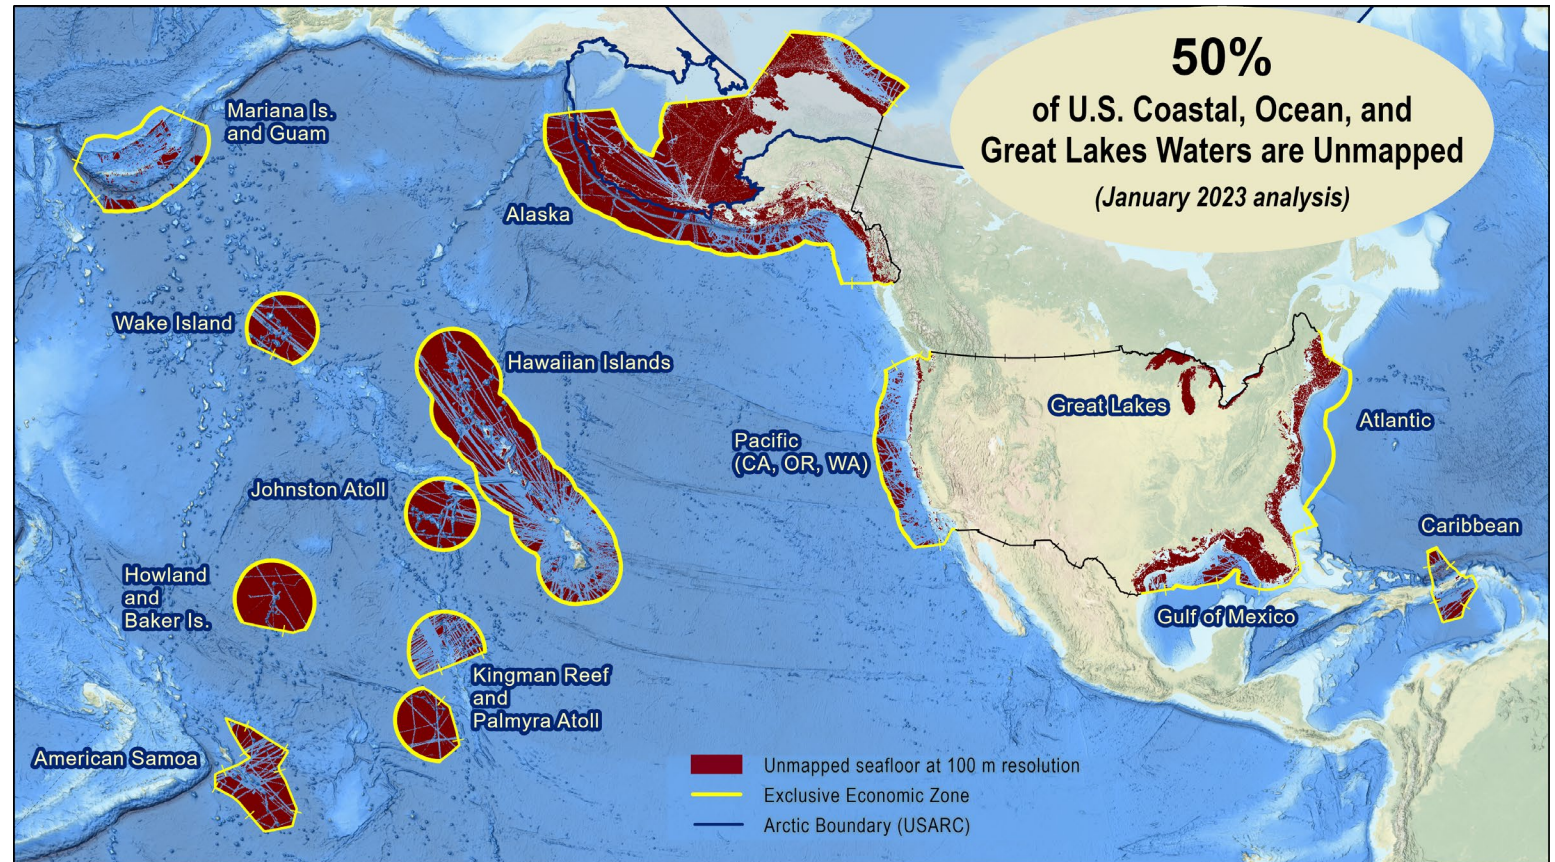 50%
of U.S. Coastal, Ocean, and
Great Lakes Waters are Unmapped
(January 2023 analysis)
Mariana Is.
and Guam
Alaska
Wake Island
Hawaiian Islands
Great Lakes
Atlantic
Pacific
(CA, OR, WA)
Johnston Atoll
Caribbean
Howland
and
Baker Is.
Gulf of Mexico
Kingman Reef
and
Palmyra Atoll
American Samoa
Unmapped seafloor at 100 m resolution
Exclusive Economic Zone
Arctic Boundary (USARC)